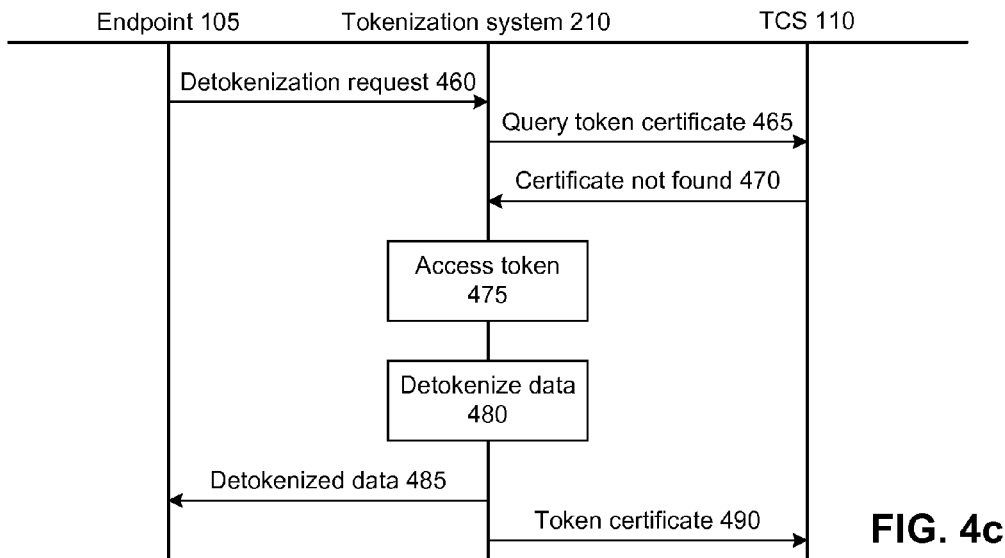 Endpoint 105 Tokenization system 210 TCS 110
Detokenization request 460
Query token certificate 465
Certificate not found 470
Access token
475
Detokenize data
480
Detokenized data 485
Token certificate 490
FIG. 4c